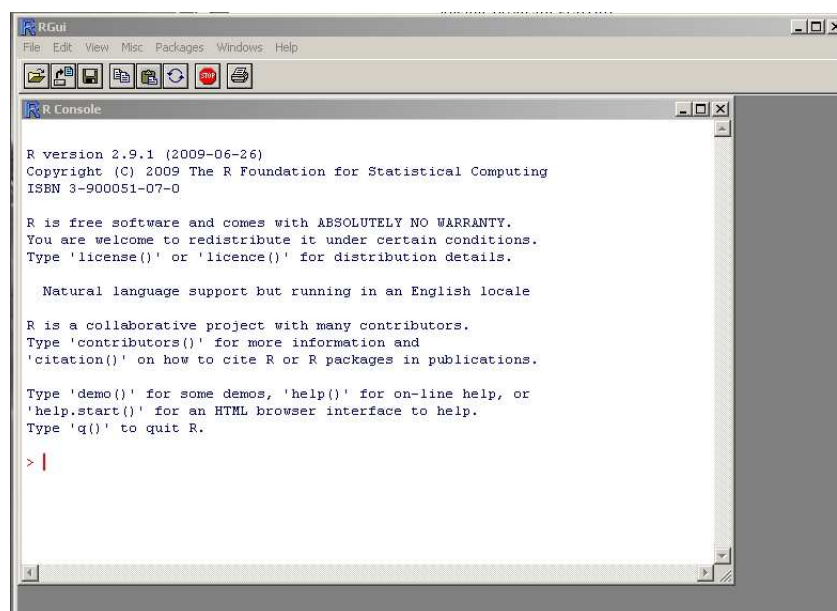 RGui
File Edit View Misc Packages Windows Help
STOP
R Console
R version 2.9.1 (2009-06-26)
Copyright (C) 2009 The R Foundation for Statistical Computing
ISBN 3-900051-07-0
R is free software and comes with ABSOLUTELY NO WARRANTY.
You are welcome to redistribute it under certain conditions.
Type 'license()' or 'licence()' for distribution details.
Natural language support but running in an English locale
R is a collaborative project with many contributors.
Type 'contributors()' for more information and
'citation()' on how to cite R or R packages in publications.
Type 'demo()' for some demos, 'help()' for on-line help, or
'help.start()' for an HTML browser interface to help.
Type 'q()' to quit R.
>